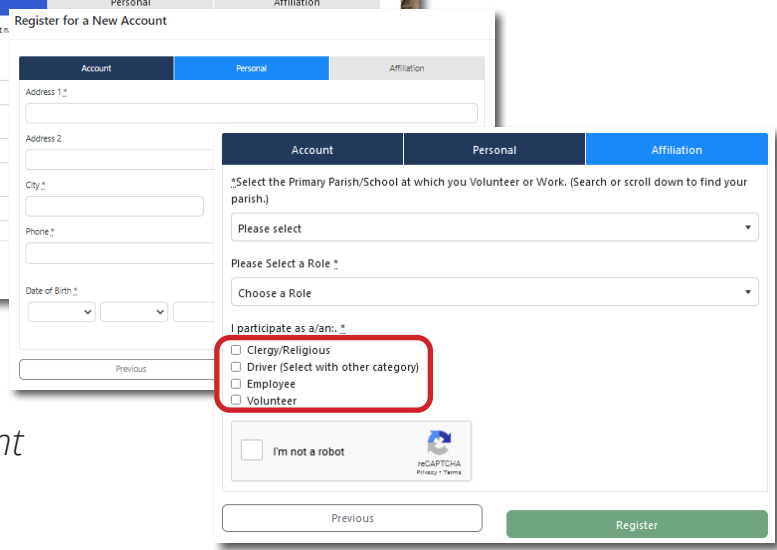 Personal
Affiliation
Register for a New Account
Account
Personal
Affiliation
Address 1 *
Address 2
City *
Phone *
Date of Birth *
Previous
Account
Personal
Affiliation
*Select the Primary Parish/School at which you Volunteer or Work. (Search or scroll down to find your
parish.)
Please select
Please Select a Role *
Choose a Role
I participate as a/an:. *
Clergy/Religious
Driver (Select with other category)
Employee
Volunteer
I'm not a robot
reCAPTCHA
Privacy • Terms
Previous
Register
nt